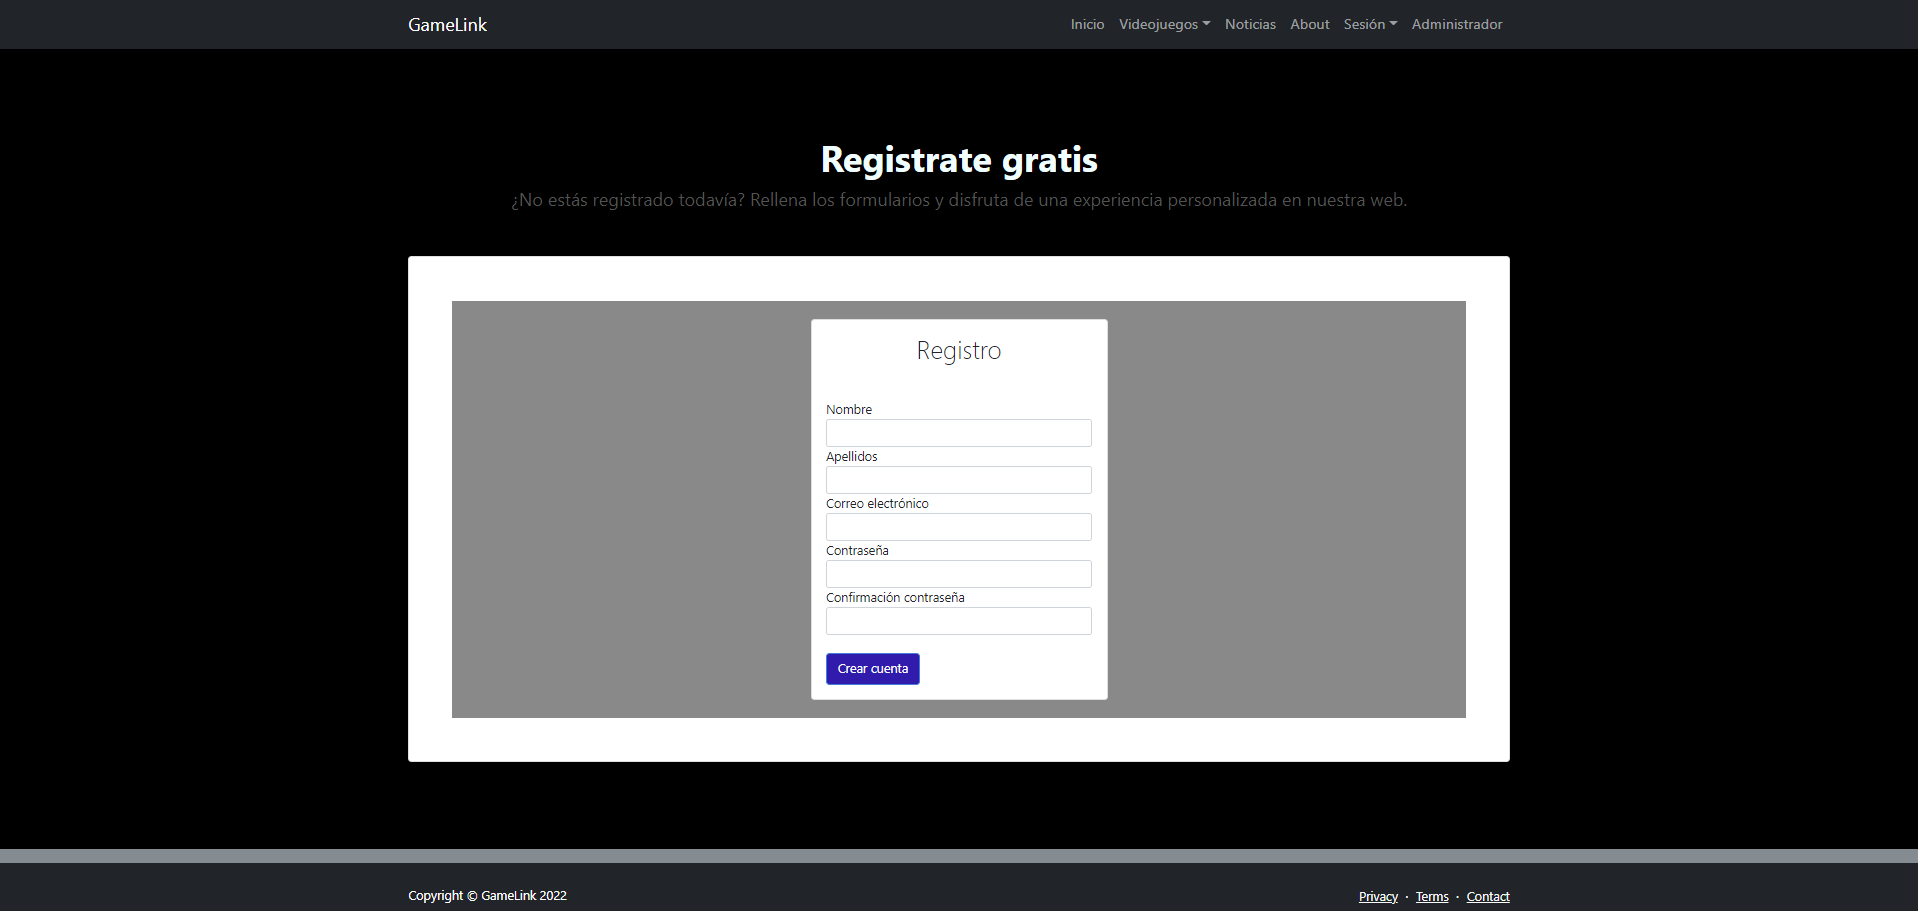 GameLink
Inicio Videojuegos Noticias About Sesión Administrador
Registrate gratis
¿No estás registrado todavía? Rellena los formularios y disfruta de una experiencia personalizada en nuestra web.
Registro
Nombre
Apellidos
Correo electrónico
Contraseña
Confirmación contraseña
Crear cuenta
Copyright © GameLink 2022
Privacy · Terms · Contact